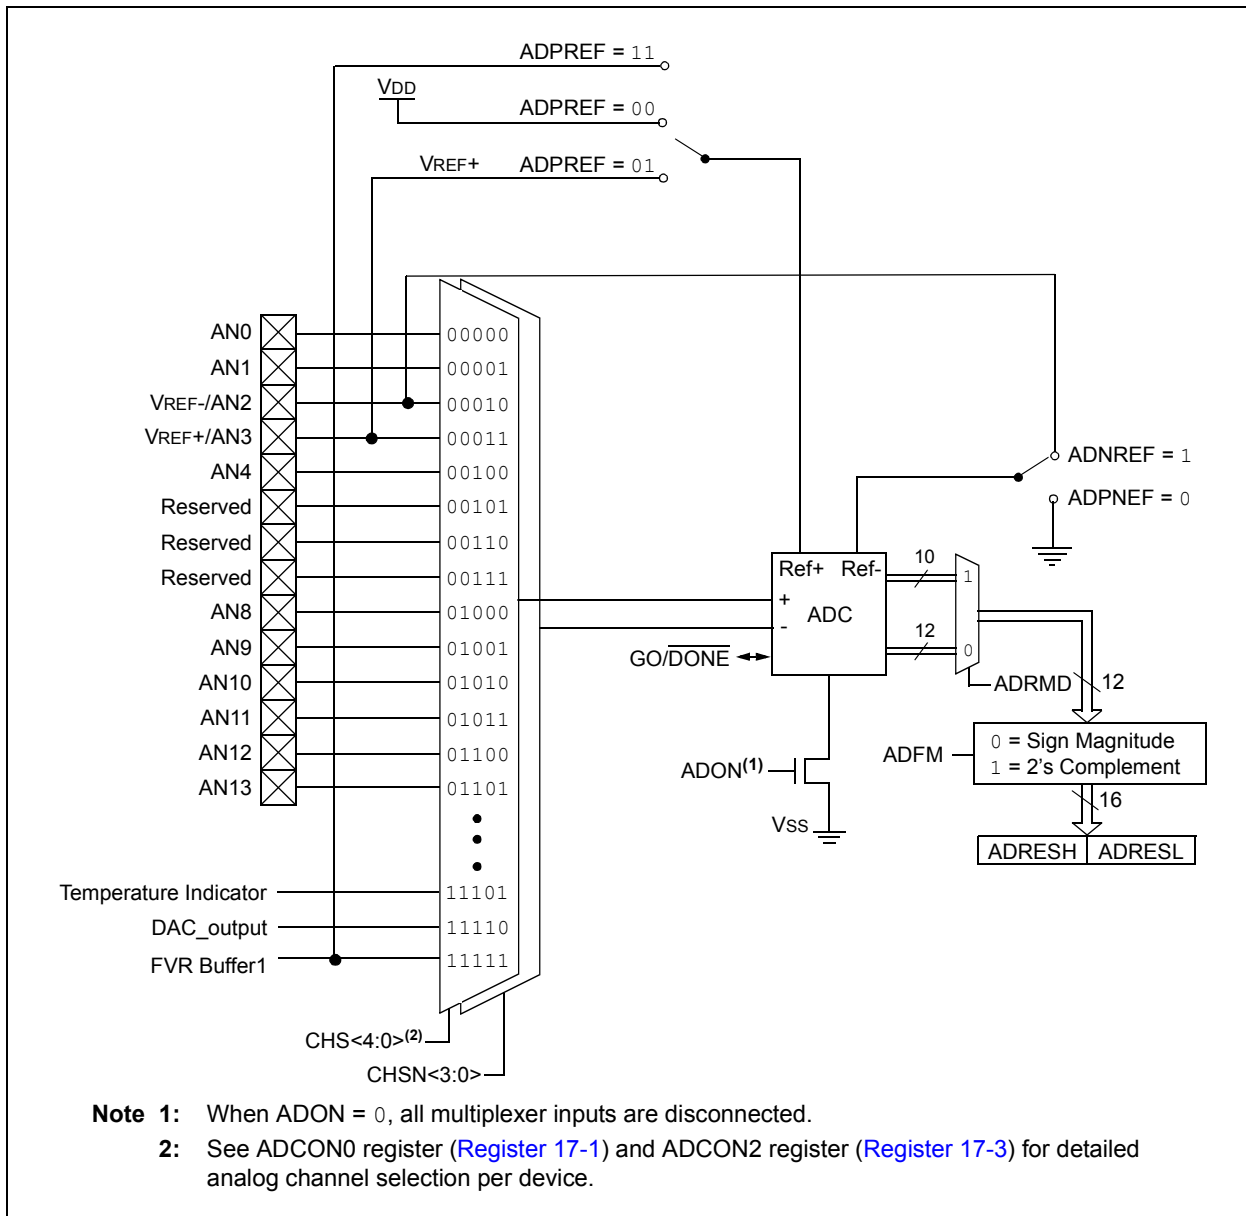 ADPREF = 11
VDD
ADPREF = 00
VREF+ ADPREF = 01
AN0 00000
AN1 00001
VREF-/AN2 00010
VREF+/AN3 00011
AN4 00100
Reserved 00101
Reserved 00110
Reserved 00111
AN8 01000
AN9 01001
AN10 01010
AN11 01011
AN12 01100
AN13 01101
Temperature Indicator 11101
DAC_output 11110
FVR Buffer1 11111
CHS<4:0>(2)
CHSN<3:0>
ADNREF = 1
ADPNEF = 0
Ref+ Ref-
+
-
ADC
GO/DONE
10
12
1
0
ADRMD
12
ADON(1)
VSS
ADFM
0 = Sign Magnitude
1 = 2's Complement
16
ADRESH ADRESL
Note 1: When ADON = 0, all multiplexer inputs are disconnected.
2: See ADCON0 register (Register 17-1) and ADCON2 register (Register 17-3) for detailed
analog channel selection per device.